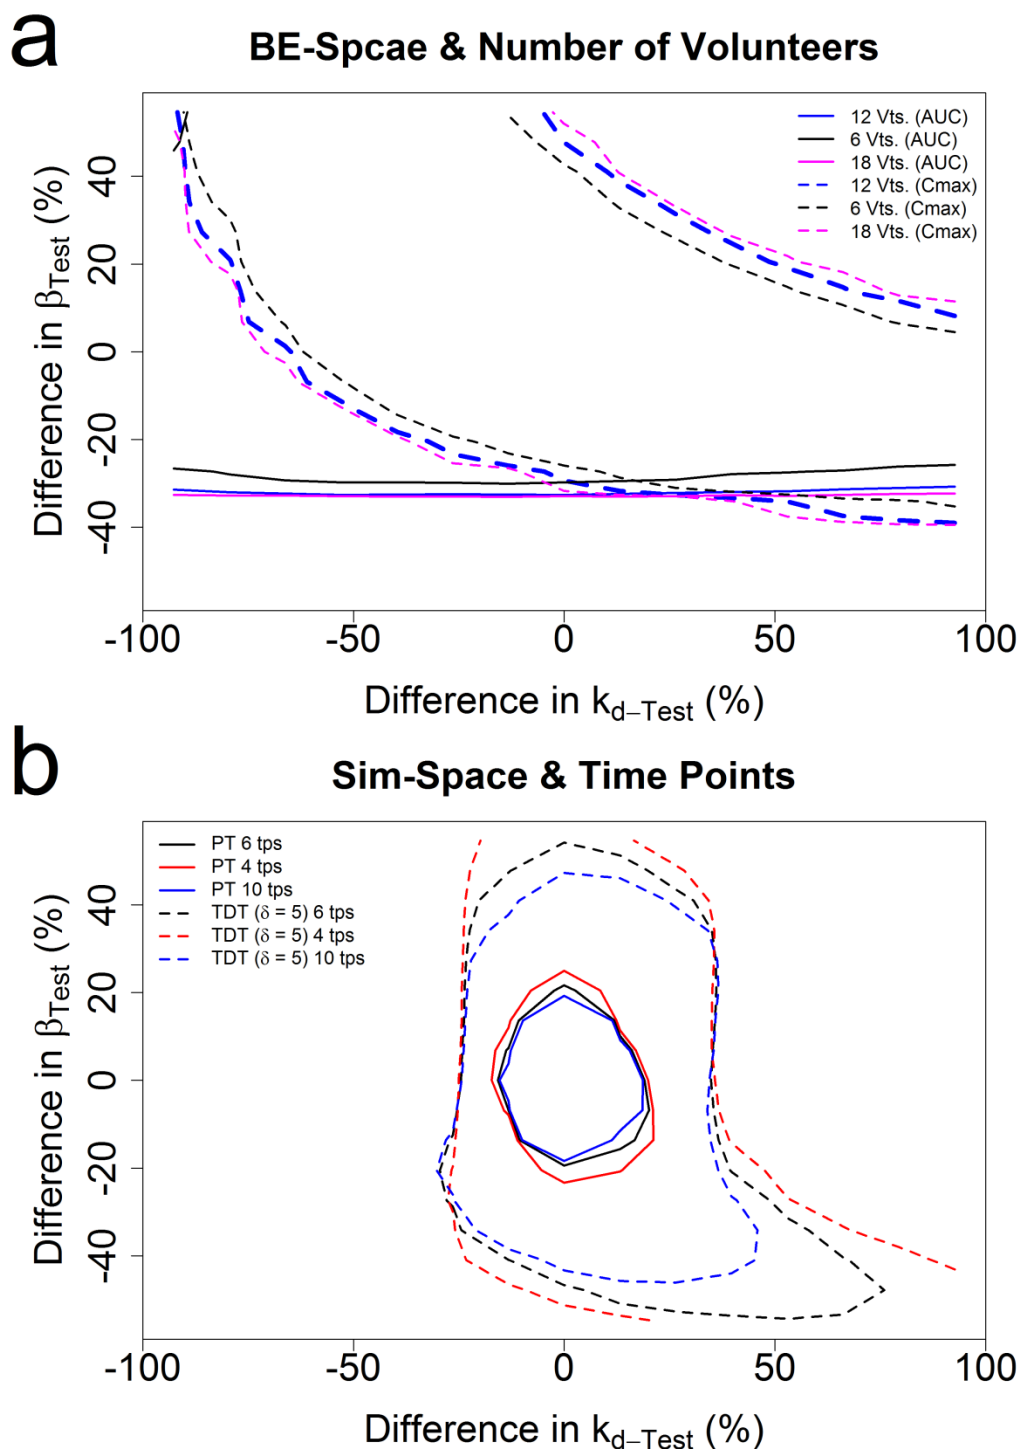 a
BE-Spcae & Number of Volunteers
12 Vts. (AUC)
6 Vts. (AUC)
18 Vts. (AUC)
12 Vts. (Cmax)
6 Vts. (Cmax)
18 Vts. (Cmax)
Difference in βTest (%)
40
20
0
-20
-40
-100
-50
0
50
100
Difference in kd−Test (%)
b
Sim-Space & Time Points
PT 6 tps
PT 4 tps
PT 10 tps
TDT (δ = 5) 6 tps
TDT (δ = 5) 4 tps
TDT (δ = 5) 10 tps
Difference in βTest (%)
40
20
0
-20
-40
-100
-50
0
50
100
Difference in kd−Test (%)